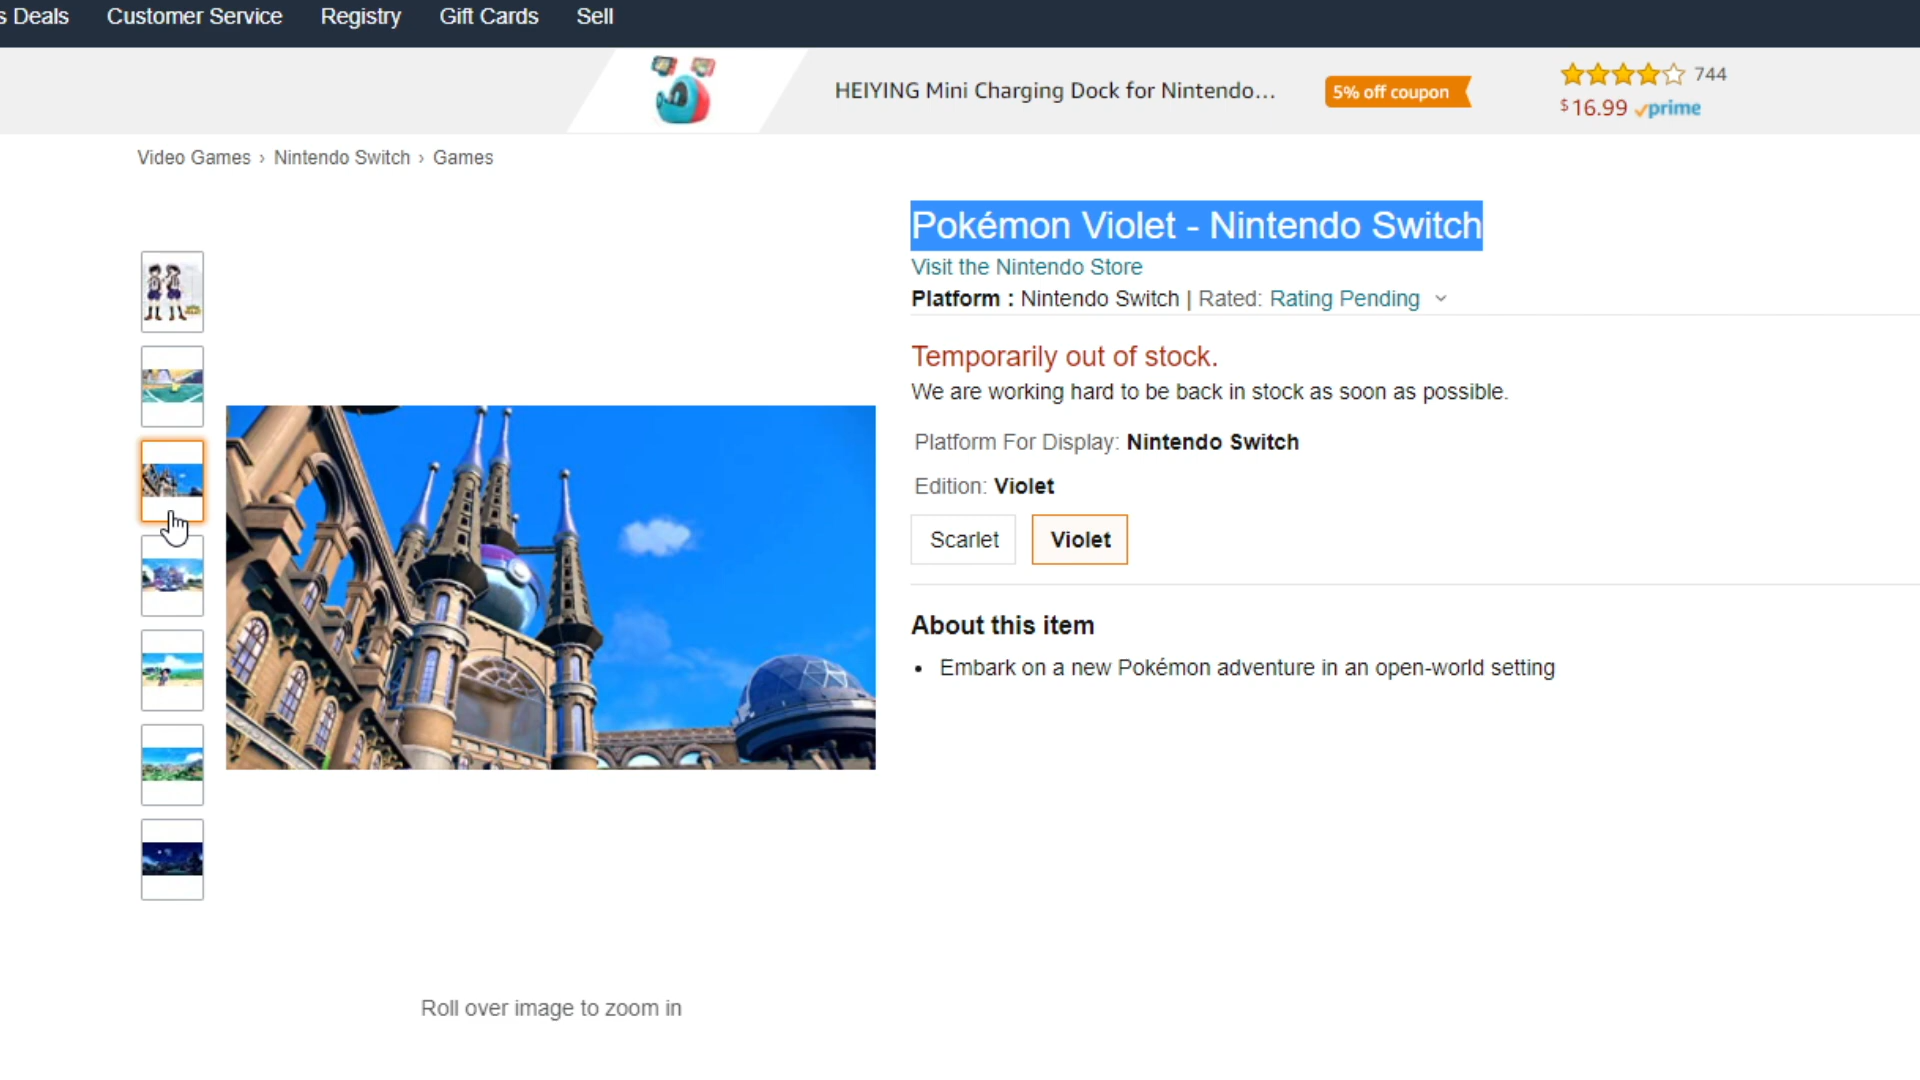 s Deals Customer Service Registry Gift Cards Sell
HEIYING Mini Charging Dock for Nintendo...
5% off coupon
744
$16.99 prime
Video Games › Nintendo Switch › Games
Pokémon Violet - Nintendo Switch
Visit the Nintendo Store
Platform : Nintendo Switch | Rated: Rating Pending
Temporarily out of stock.
We are working hard to be back in stock as soon as possible.
Platform For Display: Nintendo Switch
Edition: Violet
Scarlet Violet
About this item
• Embark on a new Pokémon adventure in an open-world setting
Roll over image to zoom in